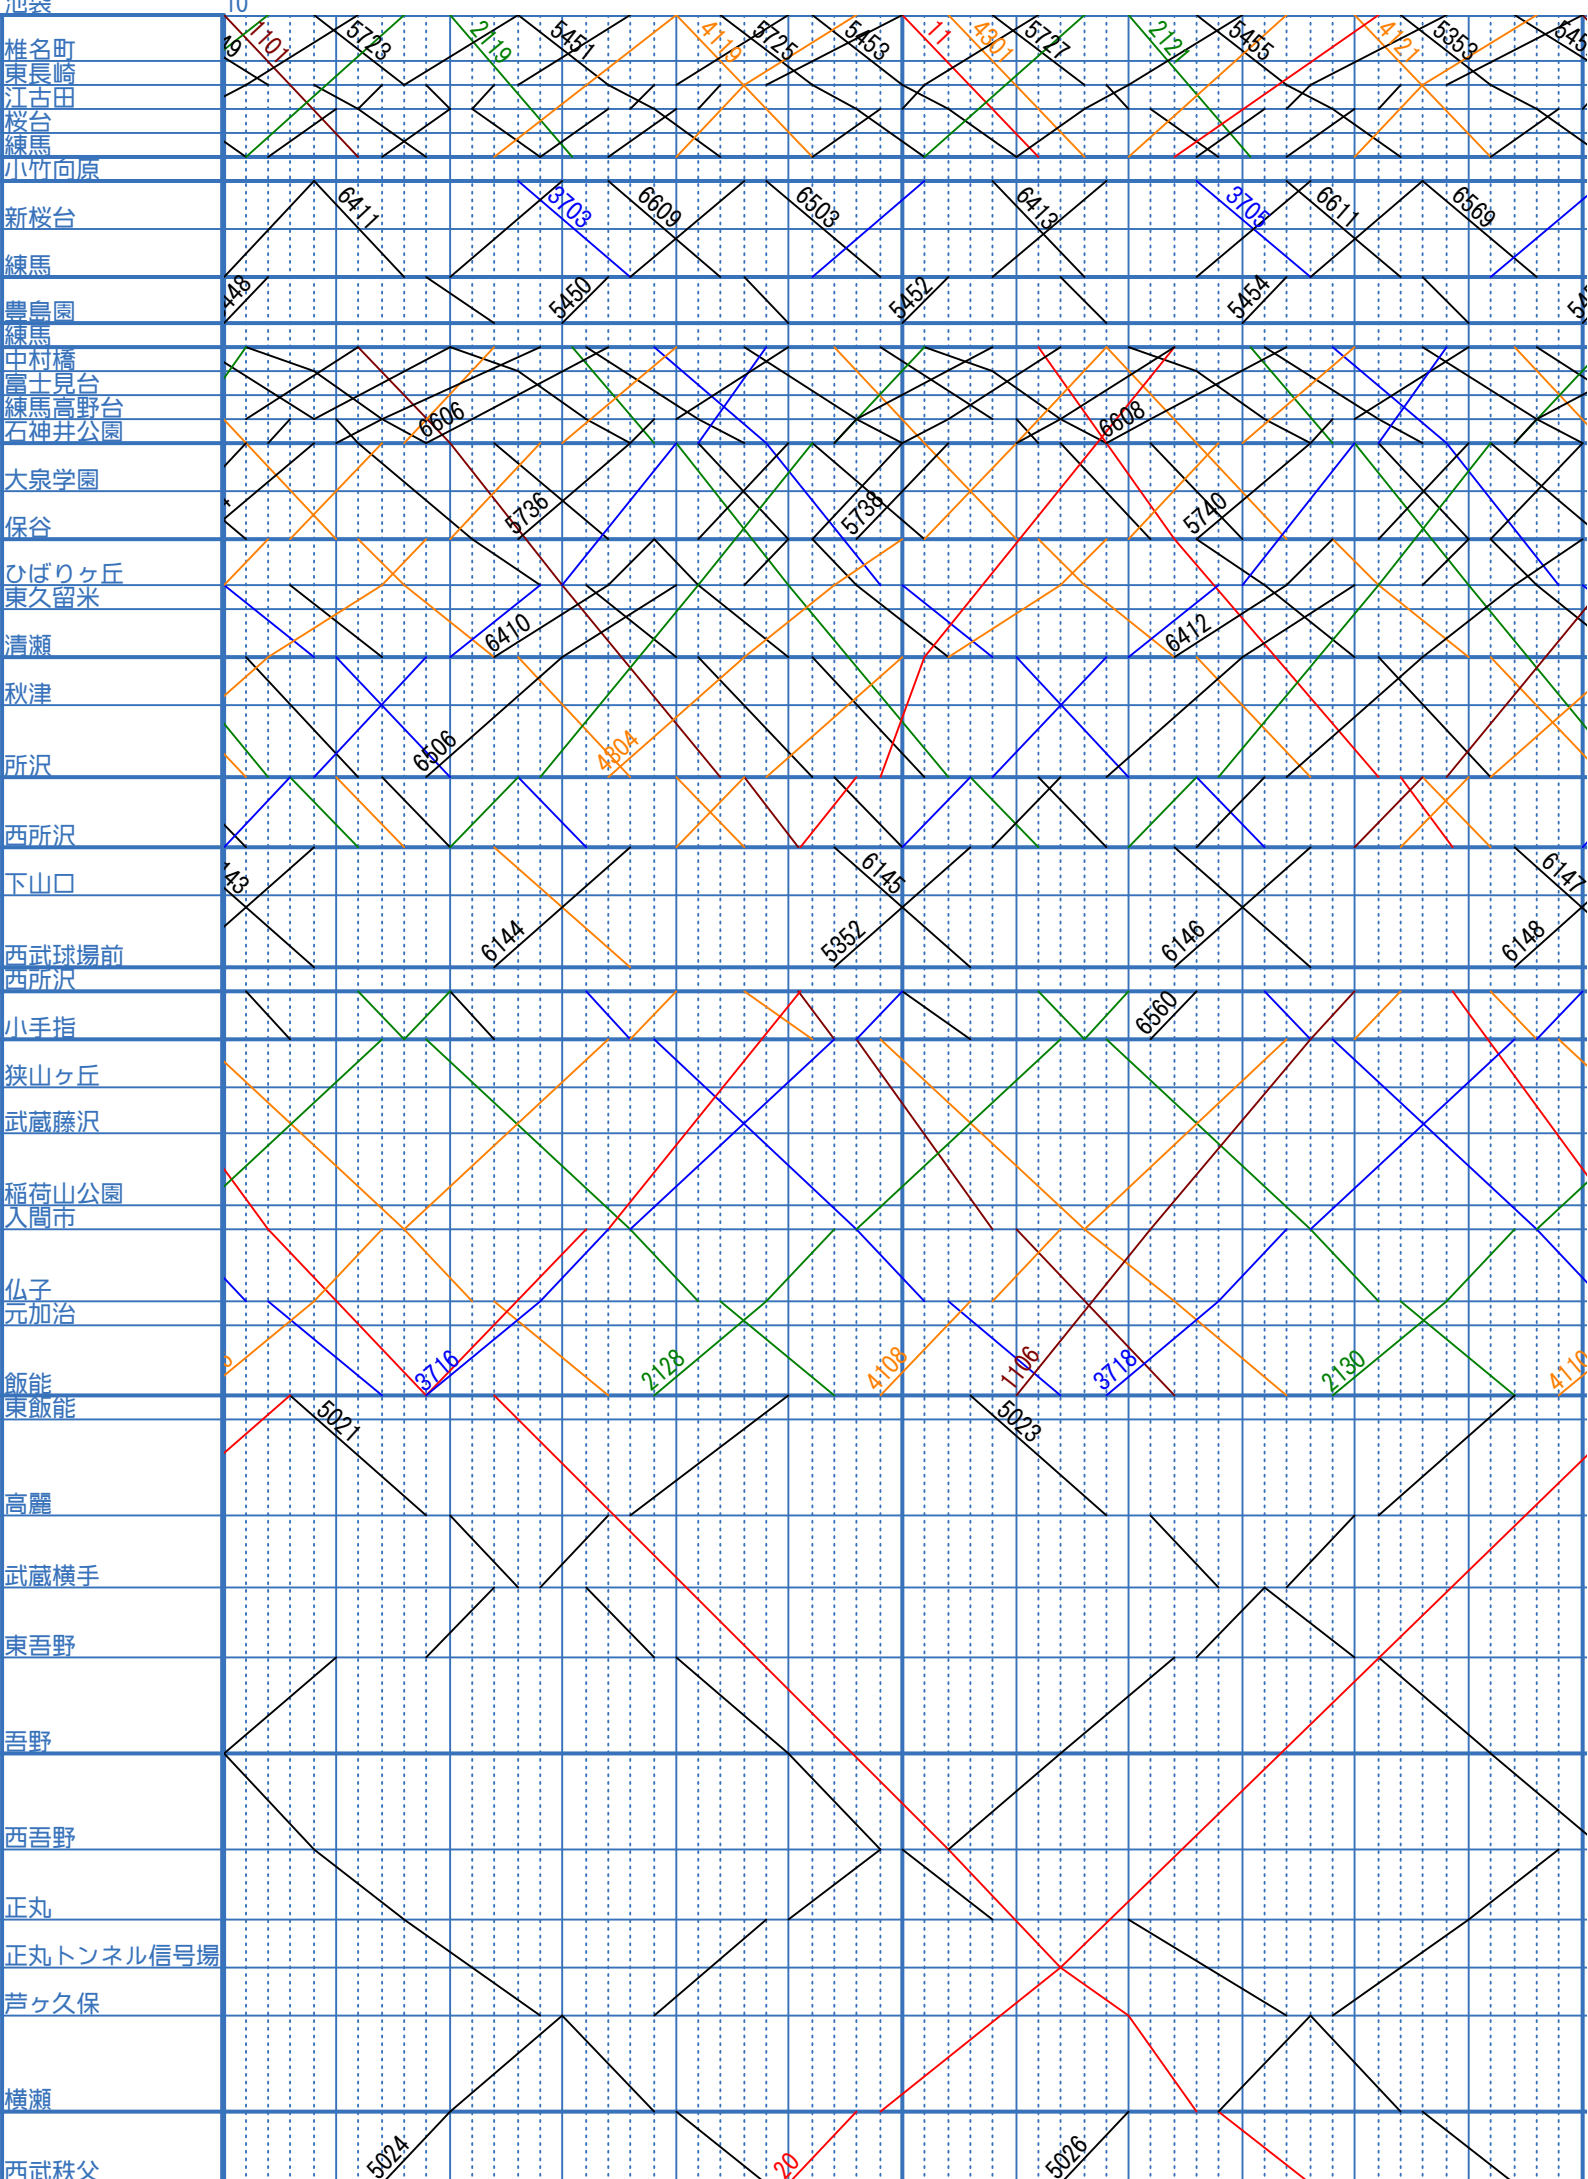 池袋 10
椎名町
東長崎
江古田
桜台
練馬
小竹向原
新桜台
練馬
豊島園
練馬
中村橋
富士見台
練馬高野台
石神井公園
大泉学園
保谷
ひばりヶ丘
東久留米
清瀬
秋津
所沢
西所沢
下山口
西武球場前
西所沢
小手指
狭山ヶ丘
武蔵藤沢
稲荷山公園
入間市
仏子
元加治
飯能
東飯能
高麗
武蔵横手
東吾野
吾野
西吾野
正丸
正丸トンネル信号場
芦ヶ久保
横瀬
西武秩父
1101 5723 2119 5451 4119 5725 5453 11 4301 5727 2121 5455 4121 5353
6411 3703 6609 6503 6413 3705 6611 6569
5450 5452 5454
6606 6608
5736 5738 5740
6410 6412
6506 4804
6145 6147
6144 5352 6146 6148
6560
3716 2128 4108 1106 3718 2130 4110
5021 5023
5024 20 5026